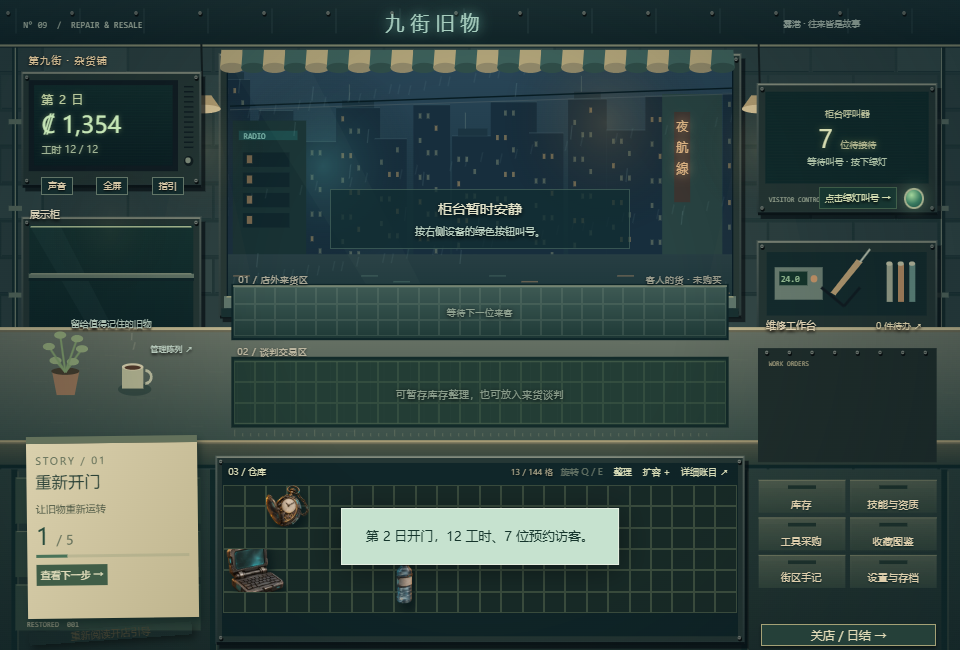 N° 09 / REPAIR & RESALE
九街旧物
雾港 · 往来皆是故事
第九街 · 杂货铺
第 2 日
₡ 1,354
工时 12 / 12
声音
全屏
指引
展示柜
留给值得记住的旧物
管理陈列 ↗
RADIO
夜航線
柜台暂时安静
按右侧设备的绿色按钮叫号。
01 / 店外来货区
客人的货 · 未购买
等待下一位来客
02 / 谈判交易区
可暂存库存整理，也可放入来货谈判
柜台呼叫器
7 位待接待
等待叫号 · 按下绿灯
VISITOR CONTRO
点击绿灯叫号 →
24.0
维修工作台
0 件待办 ↗
WORK ORDERS
STORY / 01
重新开门
让旧物重新运转
1 / 5
查看下一步 →
RESTORED 001
03 / 仓库
13 / 144 格
旋转 Q / E
整理
扩容 +
详细账目 ↗
第 2 日开门，12 工时、7 位预约访客。
库存
技能与资质
工具采购
收藏图鉴
街区手记
设置与存档
关店 / 日结 →